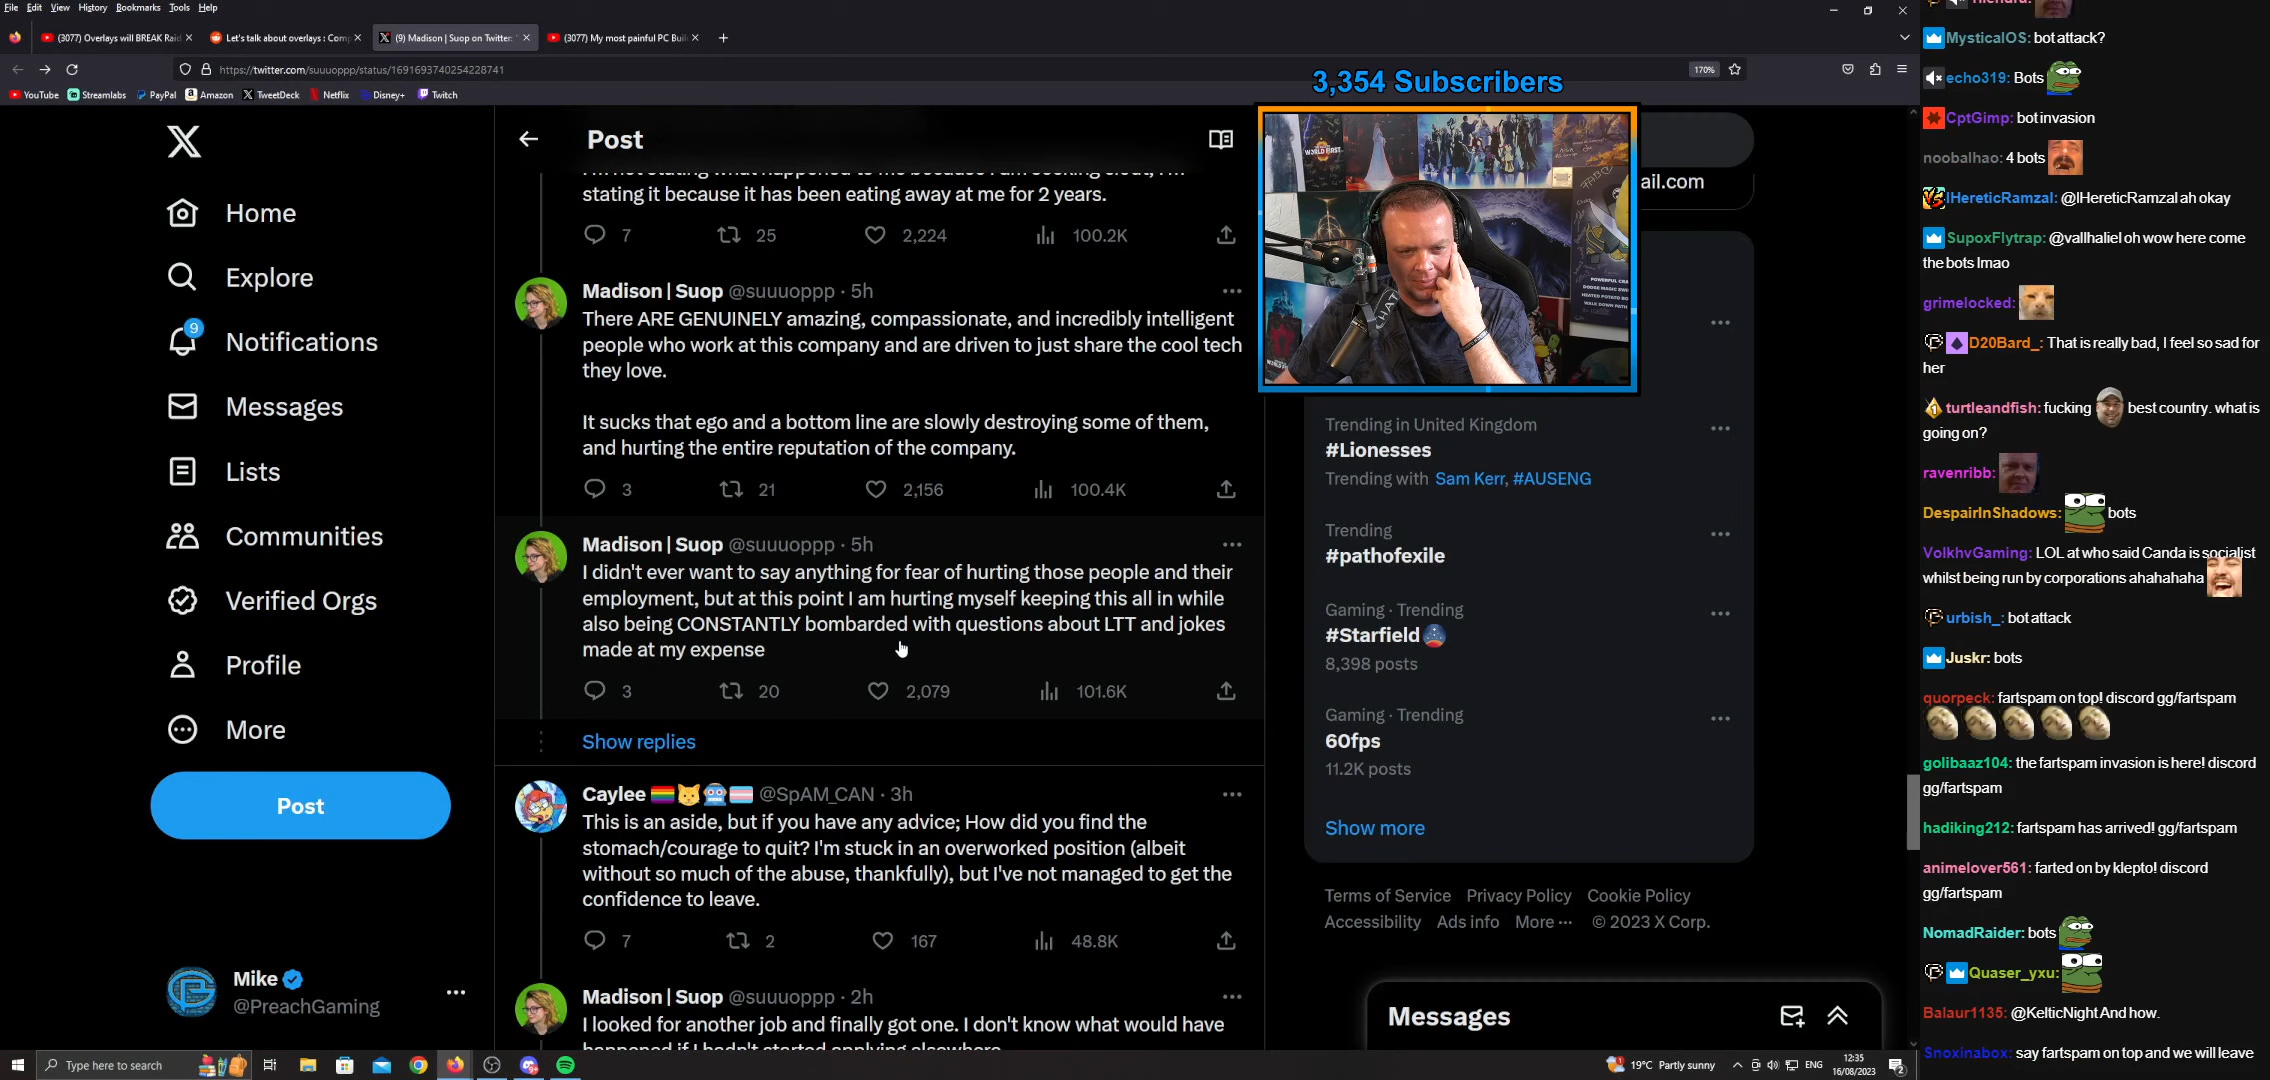 File Edit View History Bookmarks Tools Help
(3077) Overlays will BREAK Raid
Let's talk about overlays : Comp
(9) Madison | Suop on Twitter: "
(3077) My most painful PC Buil
https://twitter.com/suuuoppp/status/1691693740254228741
170%
YouTube Streamlabs PayPal Amazon TweetDeck Netflix Disney+ Twitch
3,354 Subscribers
Home
Explore
9
Notifications
Messages
Lists
Communities
Verified Orgs
Profile
More
Post
Mike
@PreachGaming
Post
stating it because it has been eating away at me for 2 years.
7 25 2,224 100.2K
Madison | Suop @suuuoppp · 5h
There ARE GENUINELY amazing, compassionate, and incredibly intelligent
people who work at this company and are driven to just share the cool tech
they love.
It sucks that ego and a bottom line are slowly destroying some of them,
and hurting the entire reputation of the company.
3 21 2,156 100.4K
Madison | Suop @suuuoppp · 5h
I didn't ever want to say anything for fear of hurting those people and their
employment, but at this point I am hurting myself keeping this all in while
also being CONSTANTLY bombarded with questions about LTT and jokes
made at my expense
3 20 2,079 101.6K
Show replies
Caylee @SpAM_CAN · 3h
This is an aside, but if you have any advice; How did you find the
stomach/courage to quit? I'm stuck in an overworked position (albeit
without so much of the abuse, thankfully), but I've not managed to get the
confidence to leave.
7 2 167 48.8K
Madison | Suop @suuuoppp · 2h
I looked for another job and finally got one. I don't know what would have
ail.com
WORLD FIRST
CHAT
Trending in United Kingdom
#Lionesses
Trending with Sam Kerr, #AUSENG
Trending
#pathofexile
Gaming · Trending
#Starfield
8,398 posts
Gaming · Trending
60fps
11.2K posts
Show more
Terms of Service Privacy Policy Cookie Policy
Accessibility Ads info More ··· © 2023 X Corp.
Messages
MysticalOS: bot attack?
echo319: Bots
CptGimp: bot invasion
noobalhao: 4 bots
IHereticRamzal: @IHereticRamzal ah okay
SupoxFlytrap: @vallhaliel oh wow here come
the bots lmao
grimelocked:
D20Bard_: That is really bad, I feel so sad for
her
turtleandfish: fucking best country. what is
going on?
ravenribb:
DespairInShadows: bots
VolkhvGaming: LOL at who said Canda is socialist
whilst being run by corporations ahahahaha
urbish_: bot attack
Juskr: bots
quorpeck: fartspam on top! discord gg/fartspam
golibaaz104: the fartspam invasion is here! discord
gg/fartspam
hadiking212: fartspam has arrived! gg/fartspam
animelover561: farted on by klepto! discord
gg/fartspam
NomadRaider: bots
Quaser_yxu:
Balaur1135: @KelticNight And how.
Snoxinabox: say fartspam on top and we will leave
Type here to search
19°C Partly sunny
ENG
12:35
16/08/2023
2